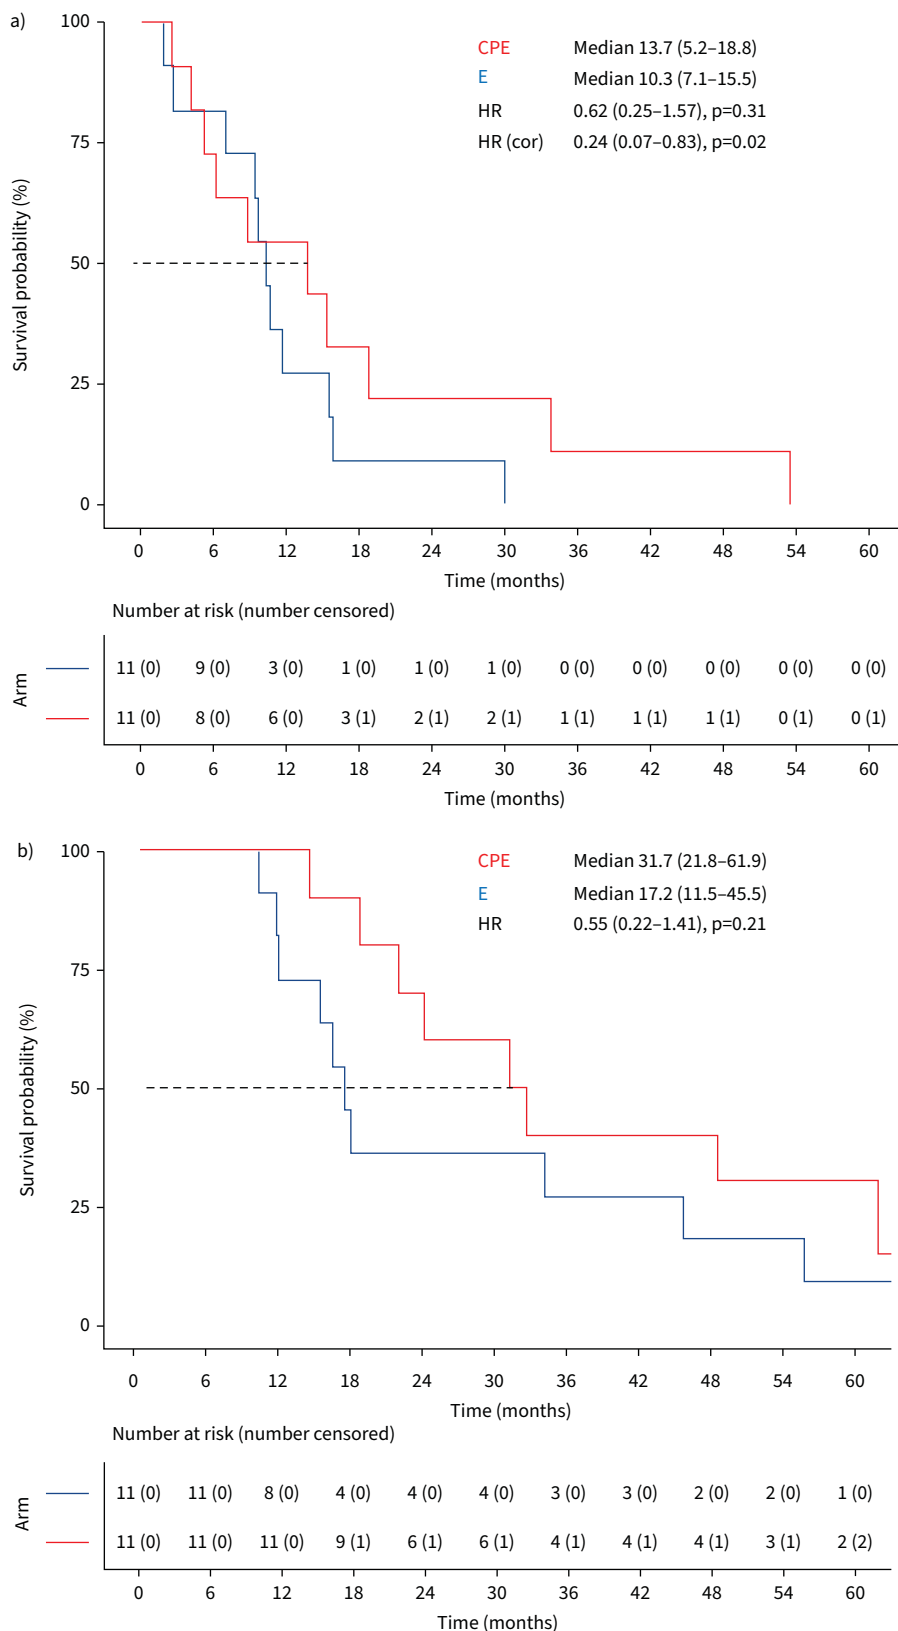 a)
CPE Median 13.7 (5.2–18.8)
E Median 10.3 (7.1–15.5)
HR 0.62 (0.25–1.57), p=0.31
HR (cor) 0.24 (0.07–0.83), p=0.02
Survival probability (%)
100
75
50
25
0
0 6 12 18 24 30 36 42 48 54 60
Time (months)
Number at risk (number censored)
Arm
11 (0) 9 (0) 3 (0) 1 (0) 1 (0) 1 (0) 0 (0) 0 (0) 0 (0) 0 (0) 0 (0)
11 (0) 8 (0) 6 (0) 3 (1) 2 (1) 2 (1) 1 (1) 1 (1) 1 (1) 0 (1) 0 (1)
0 6 12 18 24 30 36 42 48 54 60
Time (months)
b)
CPE Median 31.7 (21.8–61.9)
E Median 17.2 (11.5–45.5)
HR 0.55 (0.22–1.41), p=0.21
Survival probability (%)
100
75
50
25
0
0 6 12 18 24 30 36 42 48 54 60
Time (months)
Number at risk (number censored)
Arm
11 (0) 11 (0) 8 (0) 4 (0) 4 (0) 4 (0) 3 (0) 3 (0) 2 (0) 2 (0) 1 (0)
11 (0) 11 (0) 11 (0) 9 (1) 6 (1) 6 (1) 4 (1) 4 (1) 4 (1) 3 (1) 2 (2)
0 6 12 18 24 30 36 42 48 54 60
Time (months)